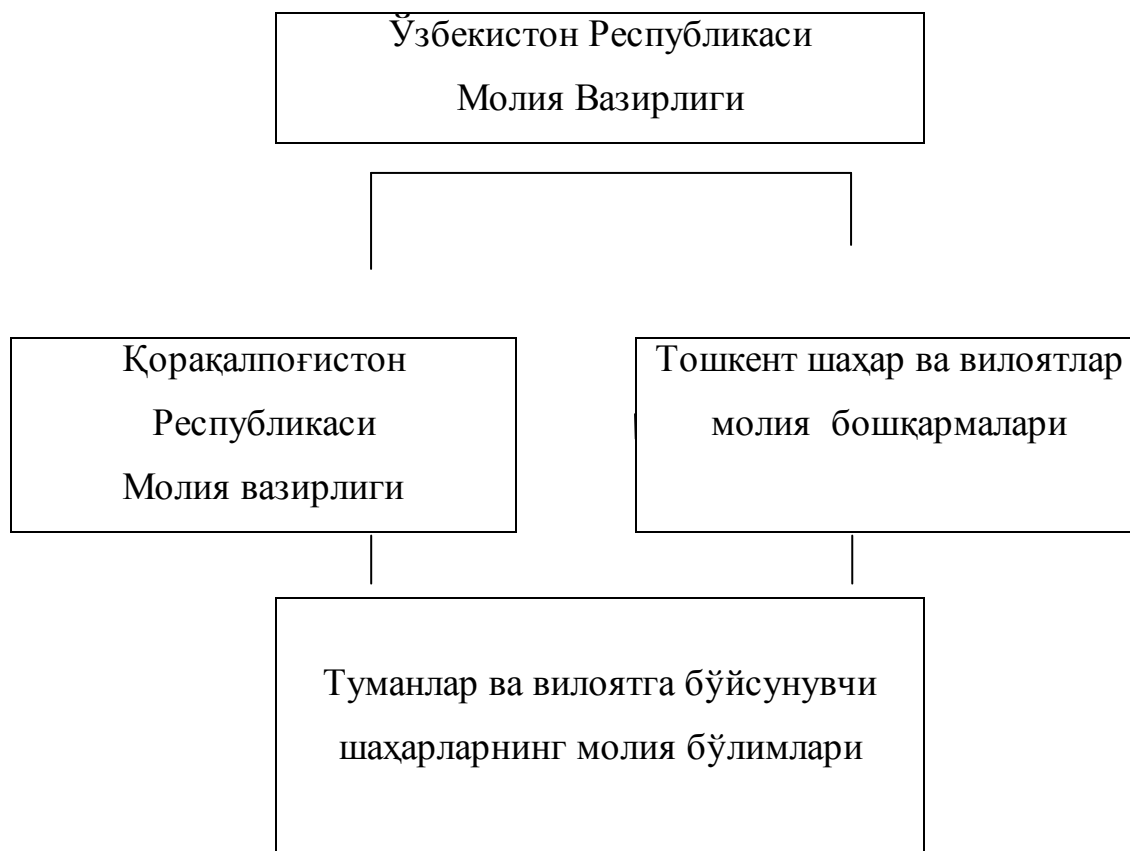 Ўзбекистон Республикаси
Молия Вазирлиги
Қорақалпоғистон
Республикаси
Молия вазирлиги
Тошкент шаҳар ва вилоятлар
молия бошқармалари
Туманлар ва вилоятга бўйсунувчи
шаҳарларнинг молия бўлимлари